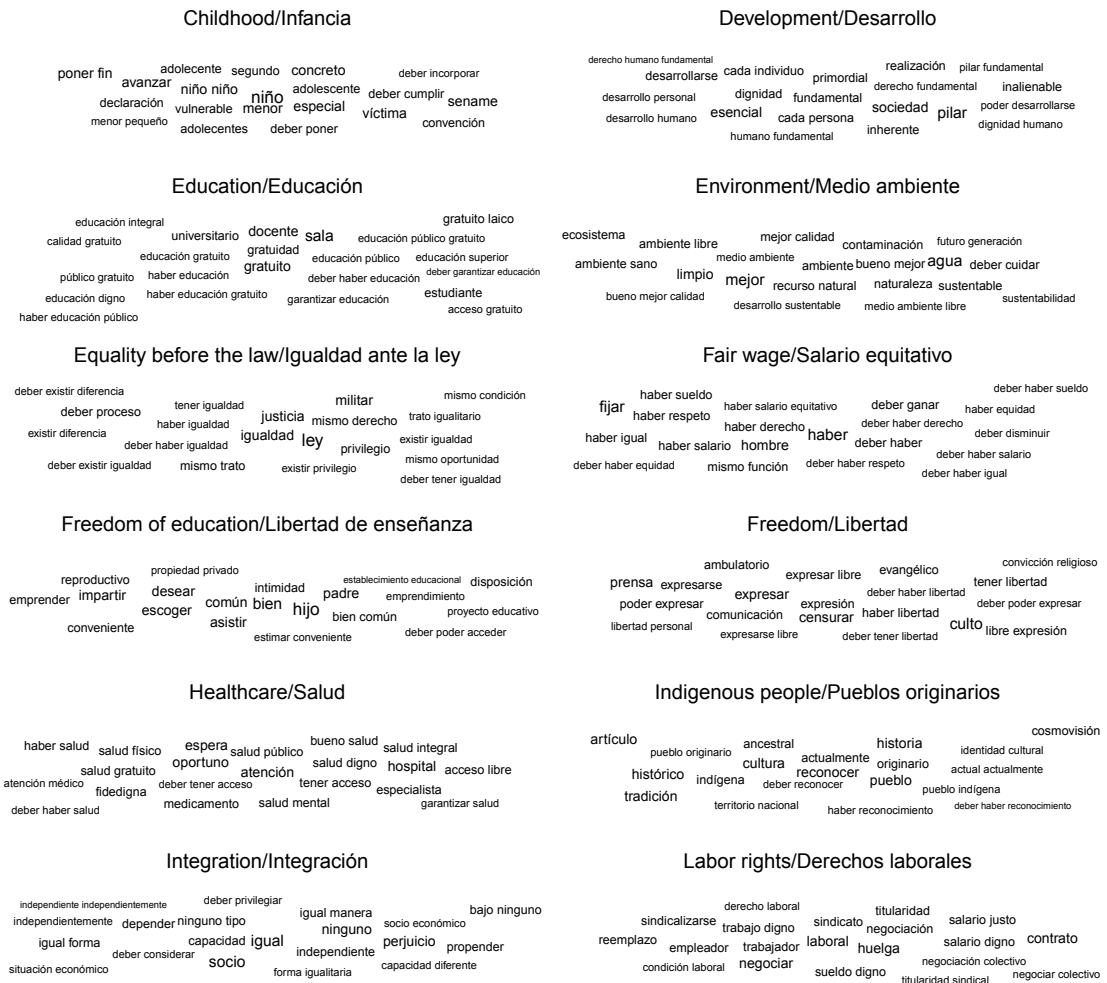 Childhood/Infancia
poner fin avanzar adolecente segundo concreto deber incorporar
niño niño niño adolescente deber cumplir
declaración vulnerable menor especial víctima sename
menor pequeño adolecentes deber poner convención
Development/Desarrollo
derecho humano fundamental realización pilar fundamental
desarrollarse cada individuo primordial derecho fundamental inalienable
desarrollo personal dignidad fundamental sociedad pilar poder desarrollarse
desarrollo humano esencial cada persona inherente dignidad humano
humano fundamental
Education/Educación
educación integral gratuito laico
calidad gratuito universitario docente sala educación público gratuito
educación gratuito gratuidad educación público educación superior
público gratuito haber educación gratuito deber haber educación deber garantizar educación
educación digno haber educación gratuito garantizar educación estudiante
haber educación público acceso gratuito
Environment/Medio ambiente
ecosistema ambiente libre mejor calidad contaminación futuro generación
ambiente sano medio ambiente ambiente bueno mejor agua deber cuidar
limpio mejor recurso natural naturaleza sustentable
bueno mejor calidad desarrollo sustentable medio ambiente libre sustentabilidad
Equality before the law/Igualdad ante la ley
deber existir diferencia militar mismo condición
deber proceso tener igualdad justicia mismo derecho trato igualitario
existir diferencia haber igualdad igualdad ley privilegio existir igualdad
deber haber igualdad mismo oportunidad
deber existir igualdad mismo trato existir privilegio deber tener igualdad
Fair wage/Salario equitativo
haber sueldo deber haber sueldo
fijar haber respeto haber salario equitativo deber ganar haber equidad
haber igual haber derecho haber deber haber derecho deber disminuir
haber salario hombre deber haber deber haber salario
deber haber equidad mismo función deber haber respeto deber haber igual
Freedom of education/Libertad de enseñanza
reproductivo propiedad privado intimidad establecimiento educacional disposición
emprender impartir desear padre emprendimiento
escoger común bien hijo bien común proyecto educativo
conveniente asistir estimar conveniente deber poder acceder
Freedom/Libertad
ambulatorio evangélico convicción religioso
prensa expresarse expresar libre tener libertad
poder expresar expresar expresión deber haber libertad deber poder expresar
libertad personal comunicación censurar haber libertad culto libre expresión
expresarse libre deber tener libertad
Healthcare/Salud
haber salud salud físico espera salud público bueno salud salud integral
salud gratuito oportuno salud digno hospital acceso libre
atención médico fidedigna deber tener acceso atención tener acceso especialista
deber haber salud medicamento salud mental garantizar salud
Indigenous people/Pueblos originarios
cosmovisión
artículo pueblo originario ancestral historia identidad cultural
histórico cultura actualmente originario actual actualmente
indígena deber reconocer reconocer pueblo pueblo indígena
tradición territorio nacional haber reconocimiento deber haber reconocimiento
Integration/Integración
independiente independientemente deber privilegiar igual manera bajo ninguno
independientemente depender ninguno tipo ninguno socio económico
igual forma capacidad igual independiente perjuicio propender
deber considerar socio
situación económico forma igualitaria capacidad diferente
Labor rights/Derechos laborales
derecho laboral titularidad
sindicalizarse trabajo digno sindicato negociación salario justo
reemplazo empleador trabajador laboral huelga salario digno contrato
condición laboral negociar sueldo digno negociación colectivo
titularidad sindical negociar colectivo